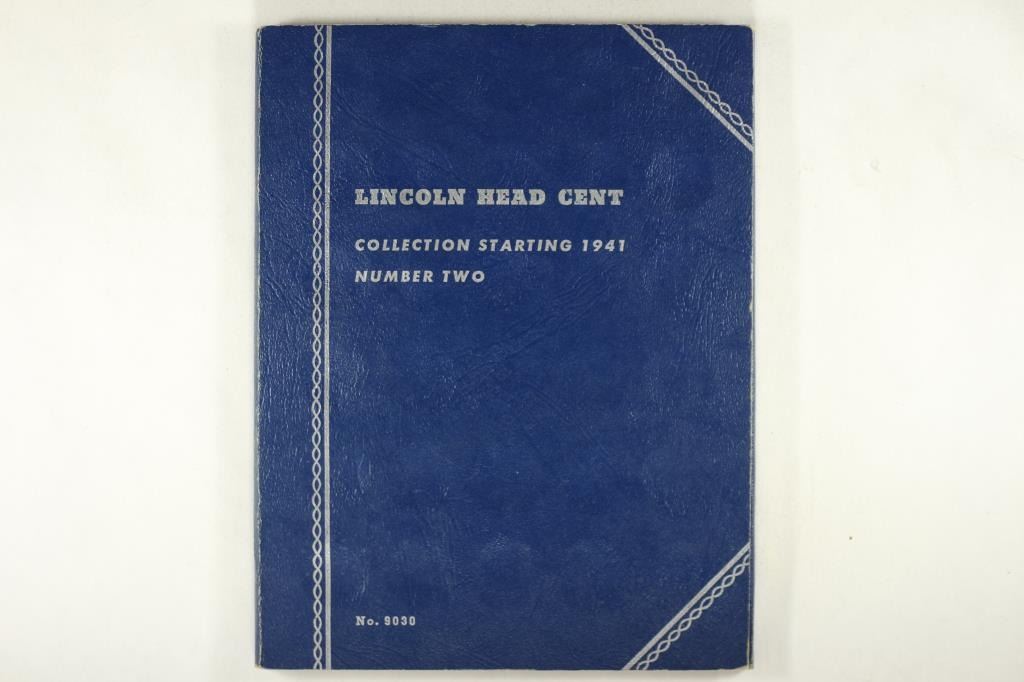 LINCOLN HEAD CENT
COLLECTION STARTING 1941
NUMBER TWO
No. 9030